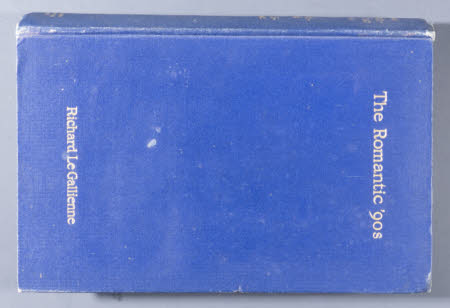 The Romantic '90s
Richard Le Gallienne